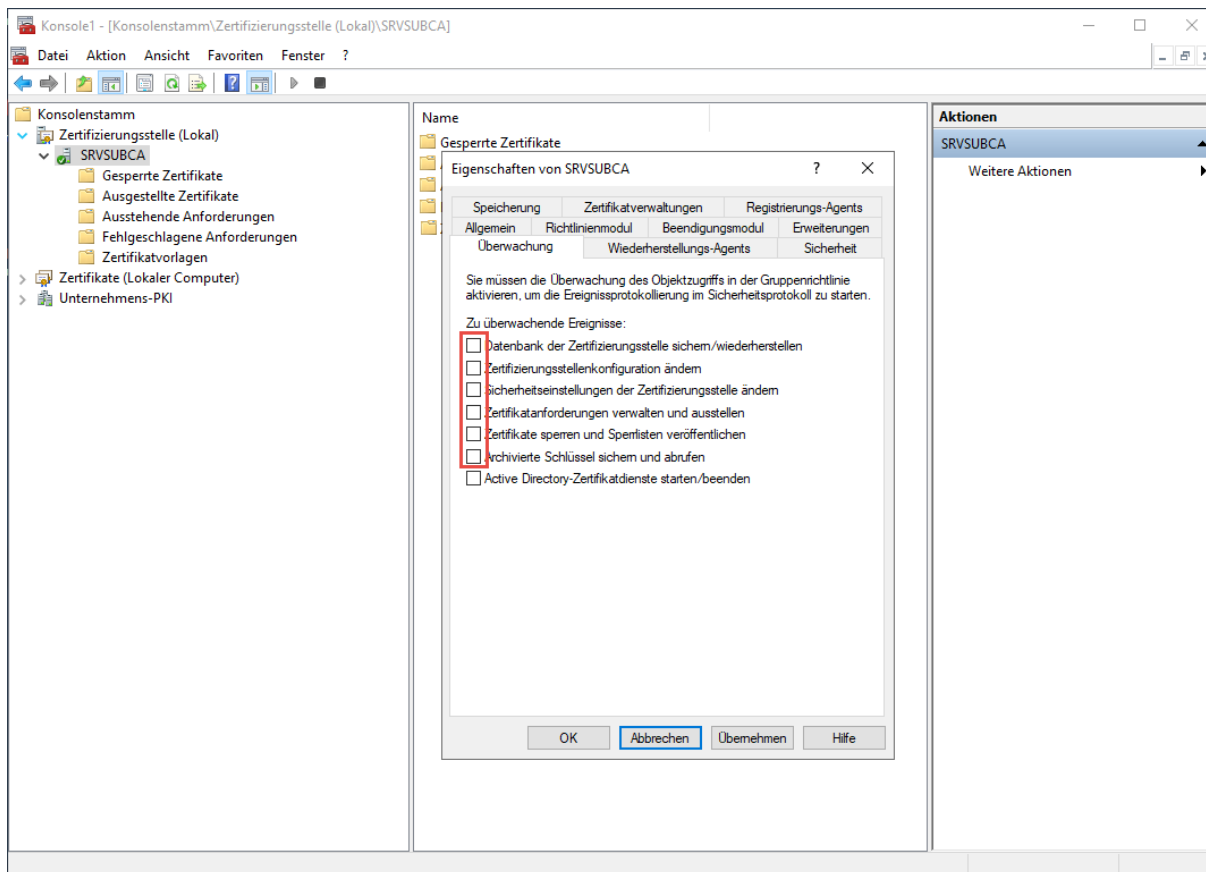 Konsole1 - [Konsolenstamm\Zertifizierungsstelle (Lokal)\SRVSUBCA]
Datei Aktion Ansicht Favoriten Fenster ?
Konsolenstamm
Zertifizierungsstelle (Lokal)
SRVSUBCA
Gesperrte Zertifikate
Ausgestellte Zertifikate
Ausstehende Anforderungen
Fehlgeschlagene Anforderungen
Zertifikatvorlagen
Zertifikate (Lokaler Computer)
Unternehmens-PKI
Name
Gesperrte Zertifikate
Eigenschaften von SRVSUBCA ?
Speicherung Zertifikatverwaltungen Registrierungs-Agents
Allgemein Richtlinienmodul Beendigungsmodul Erweiterungen
Überwachung Wiederherstellungs-Agents Sicherheit
Sie müssen die Überwachung des Objektzugriffs in der Gruppenrichtlinie
aktivieren, um die Ereignissprotokollierung im Sicherheitsprotokoll zu starten.
Zu überwachende Ereignisse:
Datenbank der Zertifizierungsstelle sichern/wiederherstellen
Zertifizierungsstellenkonfiguration ändern
Sicherheitseinstellungen der Zertifizierungsstelle ändern
Zertifikatanforderungen verwalten und ausstellen
Zertifikate sperren und Sperrlisten veröffentlichen
Archivierte Schlüssel sichern und abrufen
Active Directory-Zertifikatdienste starten/beenden
OK Abbrechen Übernehmen Hilfe
Aktionen
SRVSUBCA
Weitere Aktionen